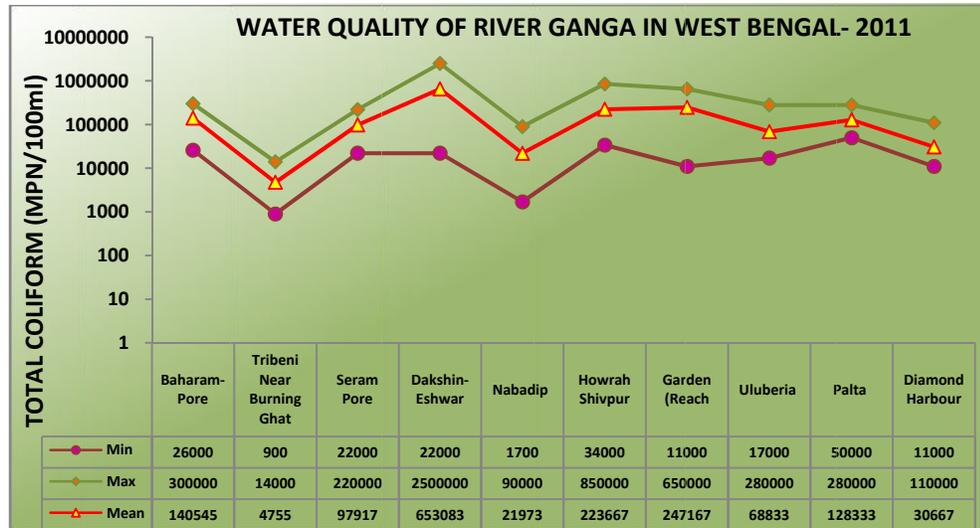 WATER QUALITY OF RIVER GANGA IN WEST BENGAL- 2011
TOTAL COLIFORM (MPN/100ml)
10000000
1000000
100000
10000
1000
100
10
1
Baharam-
Pore
Tribeni
Near
Burning
Ghat
Seram
Pore
Dakshin-
Eshwar
Nabadip
Howrah
Shivpur
Garden
(Reach
Uluberia
Palta
Diamond
Harbour
Min 26000 900 22000 22000 1700 34000 11000 17000 50000 11000
Max 300000 14000 220000 2500000 90000 850000 650000 280000 280000 110000
Mean 140545 4755 97917 653083 21973 223667 247167 68833 128333 30667